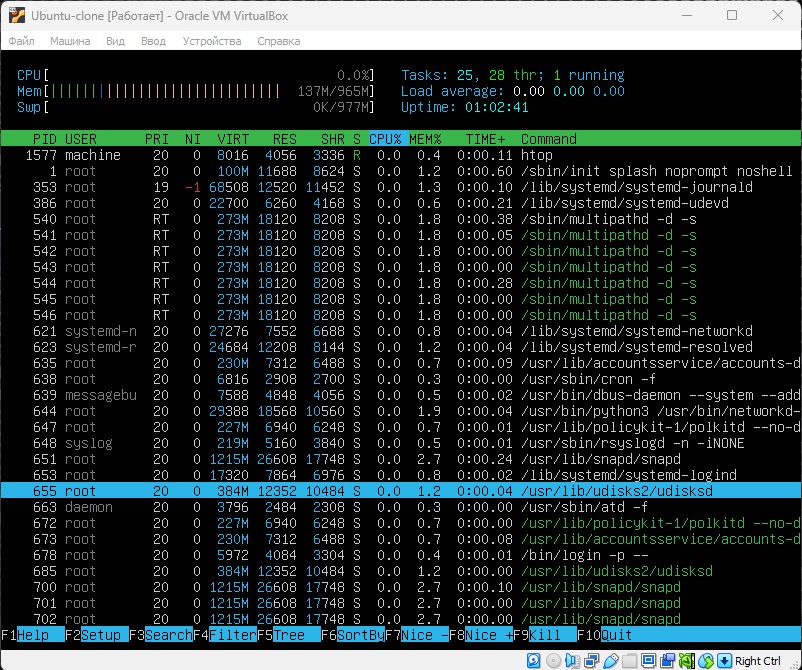 Ubuntu-clone [Работает] - Oracle VM VirtualBox
Файл Машина Вид Ввод Устройства Справка
CPU[ 0.0%] Tasks: 25, 28 thr; 1 running
Mem[||||||||||||||||||||||||||||| 137M/965M] Load average: 0.00 0.00 0.00
Swp[ 0K/977M] Uptime: 01:02:41
PID USER PRI NI VIRT RES SHR S CPU% MEM% TIME+ Command
1577 machine 20 0 8016 4056 3336 R 0.0 0.4 0:00.11 htop
1 root 20 0 100M 11688 8624 S 0.0 1.2 0:00.60 /sbin/init splash noprompt noshell
353 root 19 -1 68508 12520 11452 S 0.0 1.3 0:00.10 /lib/systemd/systemd-journald
386 root 20 0 22700 6260 4168 S 0.0 0.6 0:00.21 /lib/systemd/systemd-udevd
540 root RT 0 273M 18120 8208 S 0.0 1.8 0:00.38 /sbin/multipathd -d -s
541 root RT 0 273M 18120 8208 S 0.0 1.8 0:00.05 /sbin/multipathd -d -s
542 root RT 0 273M 18120 8208 S 0.0 1.8 0:00.00 /sbin/multipathd -d -s
543 root RT 0 273M 18120 8208 S 0.0 1.8 0:00.00 /sbin/multipathd -d -s
544 root RT 0 273M 18120 8208 S 0.0 1.8 0:00.28 /sbin/multipathd -d -s
545 root RT 0 273M 18120 8208 S 0.0 1.8 0:00.00 /sbin/multipathd -d -s
546 root RT 0 273M 18120 8208 S 0.0 1.8 0:00.00 /sbin/multipathd -d -s
621 systemd-n 20 0 27276 7552 6688 S 0.0 0.8 0:00.04 /lib/systemd/systemd-networkd
623 systemd-r 20 0 24684 12208 8144 S 0.0 1.2 0:00.04 /lib/systemd/systemd-resolved
635 root 20 0 230M 7312 6488 S 0.0 0.7 0:00.09 /usr/lib/accountsservice/accounts-d
638 root 20 0 6816 2908 2700 S 0.0 0.3 0:00.00 /usr/sbin/cron -f
639 messagebu 20 0 7588 4848 4056 S 0.0 0.5 0:00.02 /usr/bin/dbus-daemon --system --add
644 root 20 0 29388 18568 10560 S 0.0 1.9 0:00.04 /usr/bin/python3 /usr/bin/networkd-
647 root 20 0 227M 6940 6248 S 0.0 0.7 0:00.01 /usr/lib/policykit-1/polkitd --no-d
648 syslog 20 0 219M 5160 3840 S 0.0 0.5 0:00.01 /usr/sbin/rsyslogd -n -iNONE
651 root 20 0 1215M 26608 17748 S 0.0 2.7 0:00.24 /usr/lib/snapd/snapd
653 root 20 0 17320 7864 6976 S 0.0 0.8 0:00.02 /lib/systemd/systemd-logind
655 root 20 0 384M 12352 10484 S 0.0 1.2 0:00.04 /usr/lib/udisks2/udisksd
663 daemon 20 0 3796 2484 2308 S 0.0 0.3 0:00.00 /usr/sbin/atd -f
672 root 20 0 227M 6940 6248 S 0.0 0.7 0:00.00 /usr/lib/policykit-1/polkitd --no-d
673 root 20 0 230M 7312 6488 S 0.0 0.7 0:00.08 /usr/lib/accountsservice/accounts-d
678 root 20 0 5972 4084 3304 S 0.0 0.4 0:00.01 /bin/login -p --
685 root 20 0 384M 12352 10484 S 0.0 1.2 0:00.00 /usr/lib/udisks2/udisksd
700 root 20 0 1215M 26608 17748 S 0.0 2.7 0:00.10 /usr/lib/snapd/snapd
701 root 20 0 1215M 26608 17748 S 0.0 2.7 0:00.00 /usr/lib/snapd/snapd
702 root 20 0 1215M 26608 17748 S 0.0 2.7 0:00.00 /usr/lib/snapd/snapd
F1Help F2Setup F3SearchF4FilterF5Tree F6SortByF7Nice -F8Nice +F9Kill F10Quit
Right Ctrl